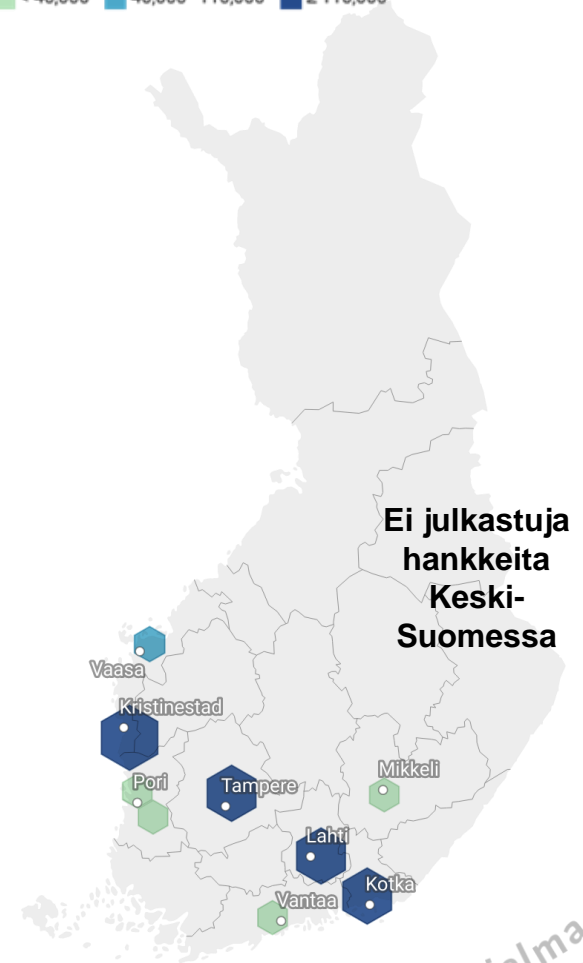 Ei julkastuja
hankkeita
Keski-
Suomessa
Vaasa
Kristinestad
Pori
Tampere
Mikkeli
Lahti
Kotka
Vantaa